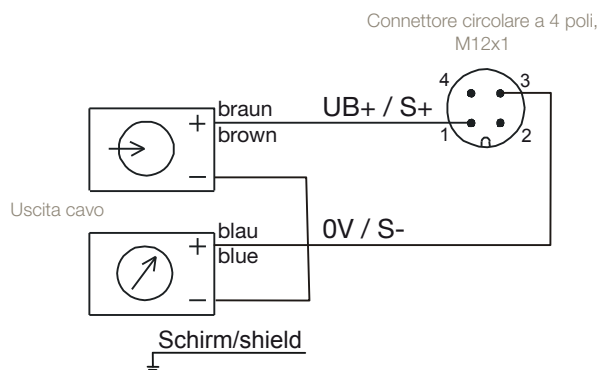 Connettore circolare a 4 poli,
M12x1
4
3
braun
UB+ / S+
+
brown
1
2
−
Uscita cavo
blau
0V / S-
+
blue
−
Schirm/shield